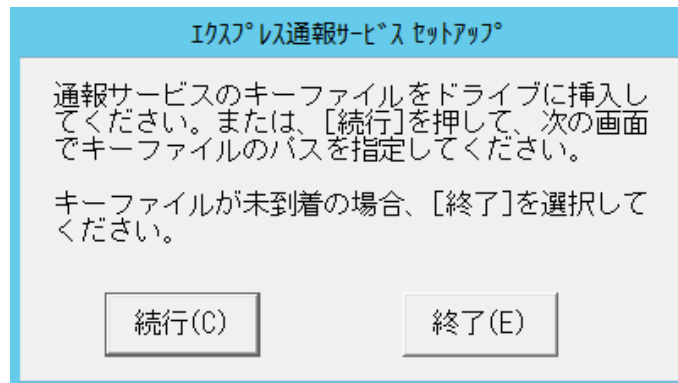 ｴｸｽﾌﾟﾚｽ通報ｻｰﾋﾞｽ ｾｯﾄｱｯﾌﾟ
通報サービスのキーファイルをドライブに挿入し
てください。または、[続行]を押して、次の画面
でキーファイルのパスを指定してください。
キーファイルが未到着の場合、[終了]を選択して
ください。
続行(C)
終了(E)